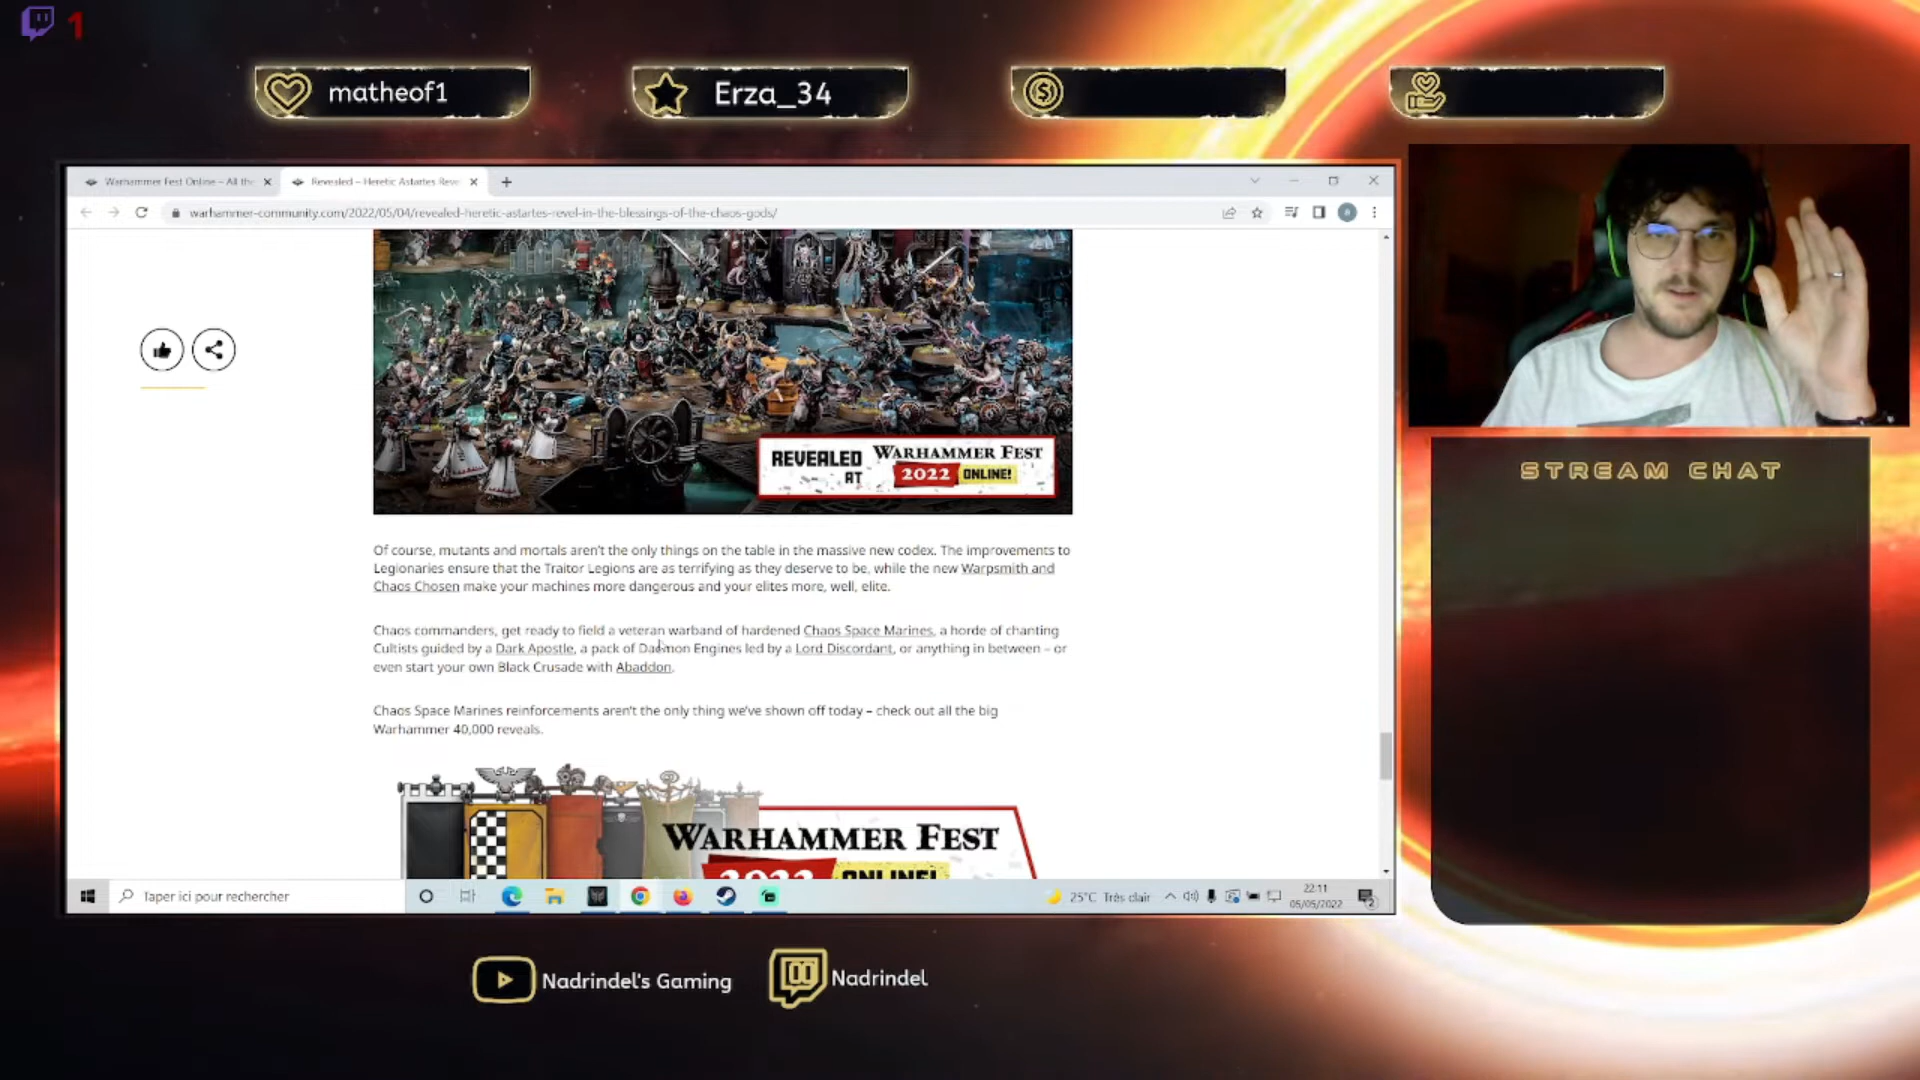 1
matheof1
Erza_34
Warhammer Fest Online – All the
Revealed – Heretic Astartes Reve
warhammer-community.com/2022/05/04/revealed-heretic-astartes-revel-in-the-blessings-of-the-chaos-gods/
REVEALED AT
WARHAMMER FEST
2022 ONLINE!
Of course, mutants and mortals aren't the only things on the table in the massive new codex. The improvements to
Legionaries ensure that the Traitor Legions are as terrifying as they deserve to be, while the new Warpsmith and
Chaos Chosen make your machines more dangerous and your elites more, well, elite.
Chaos commanders, get ready to field a veteran warband of hardened Chaos Space Marines, a horde of chanting
Cultists guided by a Dark Apostle, a pack of Daemon Engines led by a Lord Discordant, or anything in between – or
even start your own Black Crusade with Abaddon.
Chaos Space Marines reinforcements aren't the only thing we've shown off today – check out all the big
Warhammer 40,000 reveals.
WARHAMMER FEST
2022 ONLINE!
Taper ici pour rechercher
25°C Très clair
22:11
05/05/2022
2
STREAM CHAT
Nadrindel's Gaming
Nadrindel